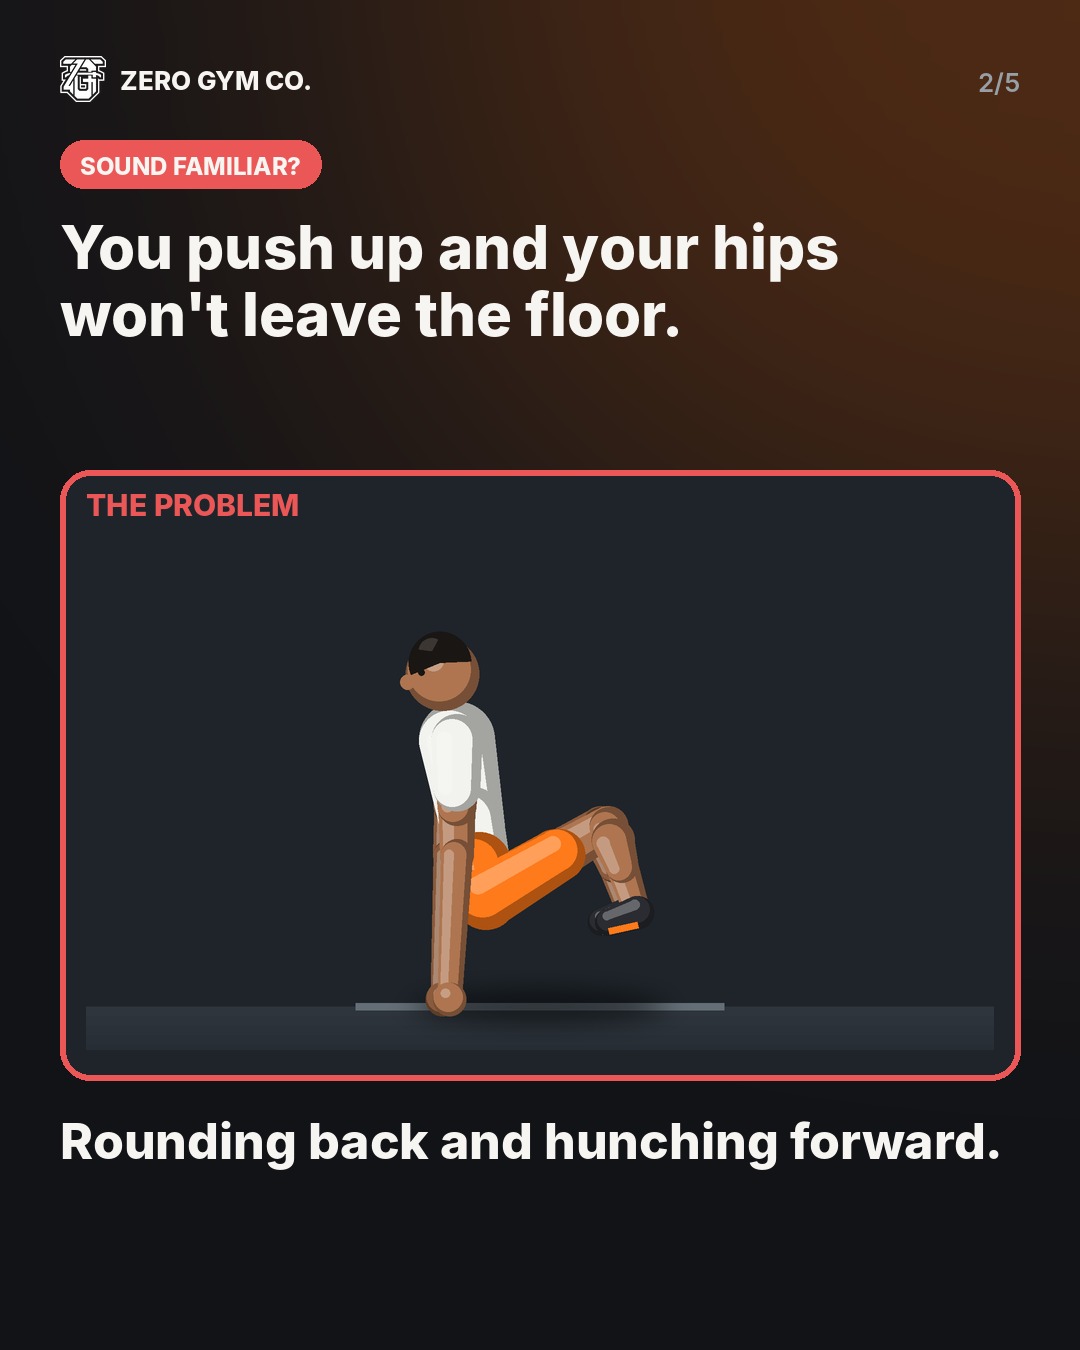 ZERO GYM CO.
2/5
SOUND FAMILIAR?
You push up and your hips
won't leave the floor.
THE PROBLEM
Rounding back and hunching forward.